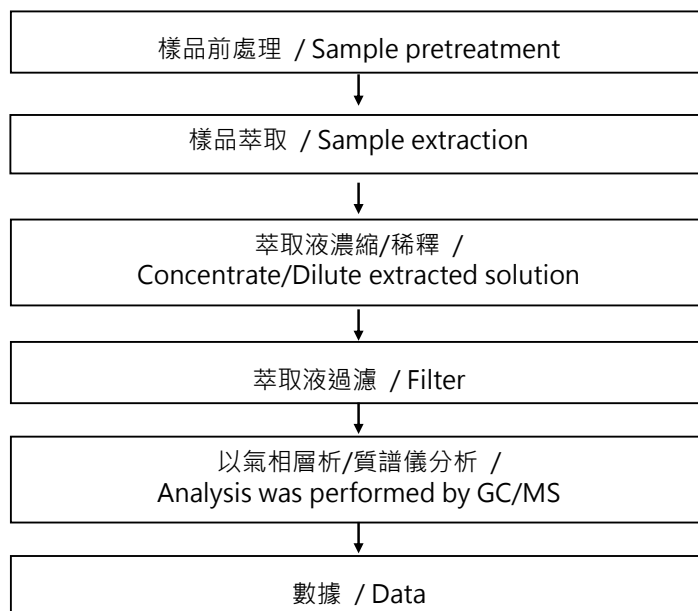 樣品前處理 / Sample pretreatment
樣品萃取 / Sample extraction
萃取液濃縮/稀釋 /
Concentrate/Dilute extracted solution
萃取液過濾 / Filter
以氣相層析/質譜儀分析 /
Analysis was performed by GC/MS
數據 / Data